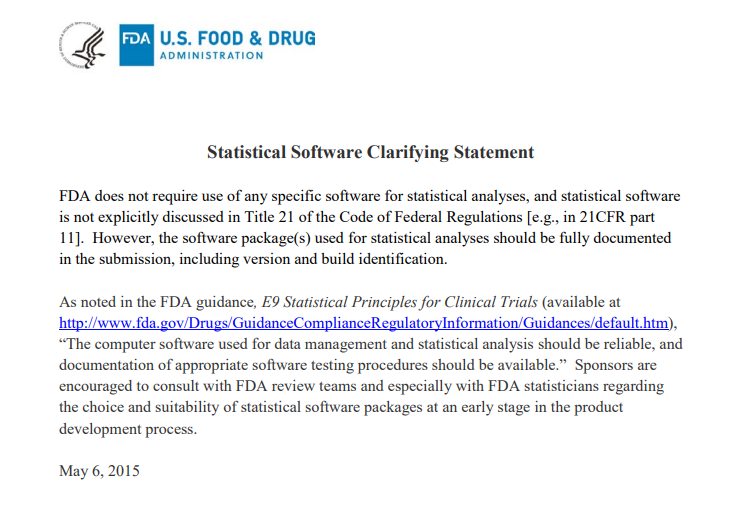 FDA U.S. FOOD & DRUG
ADMINISTRATION
Statistical Software Clarifying Statement
FDA does not require use of any specific software for statistical analyses, and statistical software
is not explicitly discussed in Title 21 of the Code of Federal Regulations [e.g., in 21CFR part
11].  However, the software package(s) used for statistical analyses should be fully documented
in the submission, including version and build identification.
As noted in the FDA guidance, E9 Statistical Principles for Clinical Trials (available at
http://www.fda.gov/Drugs/GuidanceComplianceRegulatoryInformation/Guidances/default.htm),
“The computer software used for data management and statistical analysis should be reliable, and
documentation of appropriate software testing procedures should be available.”  Sponsors are
encouraged to consult with FDA review teams and especially with FDA statisticians regarding
the choice and suitability of statistical software packages at an early stage in the product
development process.
May 6, 2015